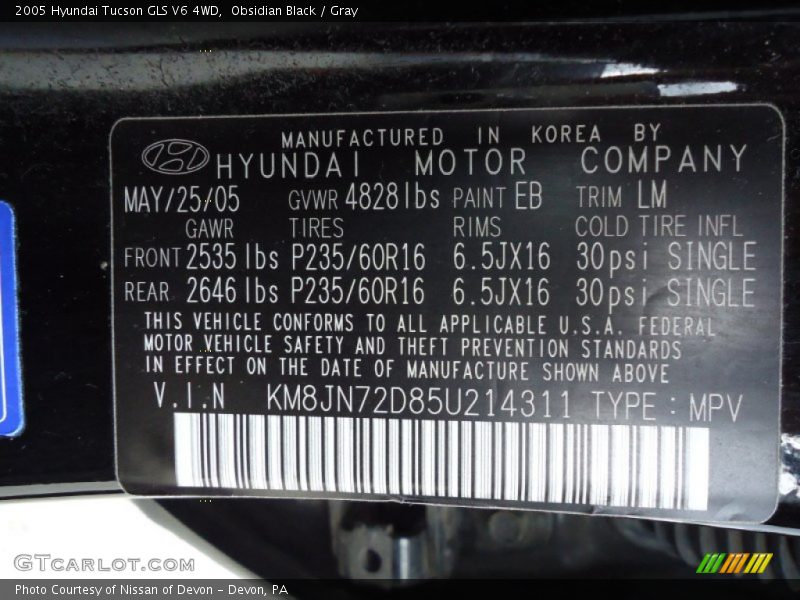 2005 Hyundai Tucson GLS V6 4WD, Obsidian Black / Gray
MANUFACTURED IN KOREA BY
HYUNDAI MOTOR COMPANY
MAY/25/05 GVWR 4828lbs PAINT EB TRIM LM
GAWR TIRES RIMS COLD TIRE INFL
FRONT 2535 lbs P235/60R16 6.5JX16 30psi SINGLE
REAR 2646 lbs P235/60R16 6.5JX16 30psi SINGLE
THIS VEHICLE CONFORMS TO ALL APPLICABLE U.S.A. FEDERAL
MOTOR VEHICLE SAFETY AND THEFT PREVENTION STANDARDS
IN EFFECT ON THE DATE OF MANUFACTURE SHOWN ABOVE
V.I.N KM8JN72D85U214311 TYPE : MPV
GTcarlot.com
Photo Courtesy of Nissan of Devon - Devon, PA